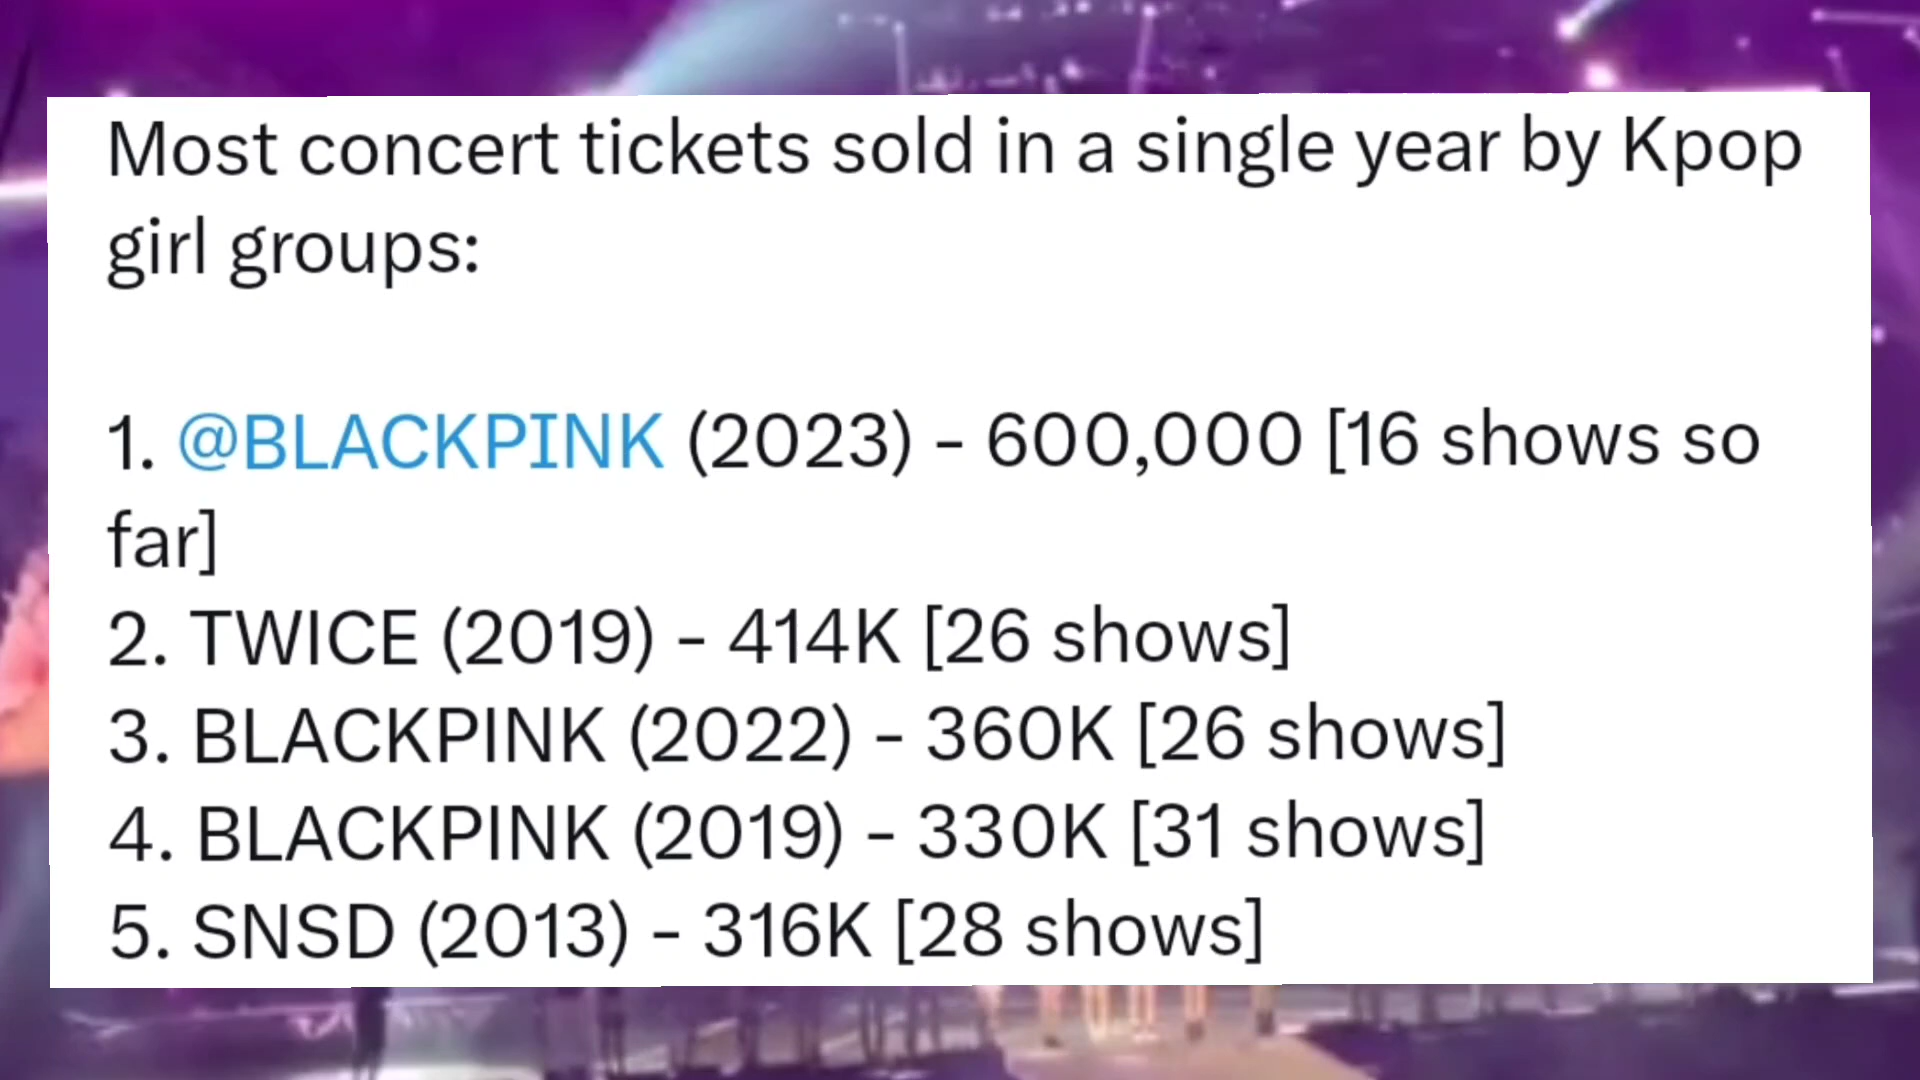 Most concert tickets sold in a single year by Kpop
girl groups:
1. @BLACKPINK (2023) - 600,000 [16 shows so
far]
2. TWICE (2019) - 414K [26 shows]
3. BLACKPINK (2022) - 360K [26 shows]
4. BLACKPINK (2019) - 330K [31 shows]
5. SNSD (2013) - 316K [28 shows]